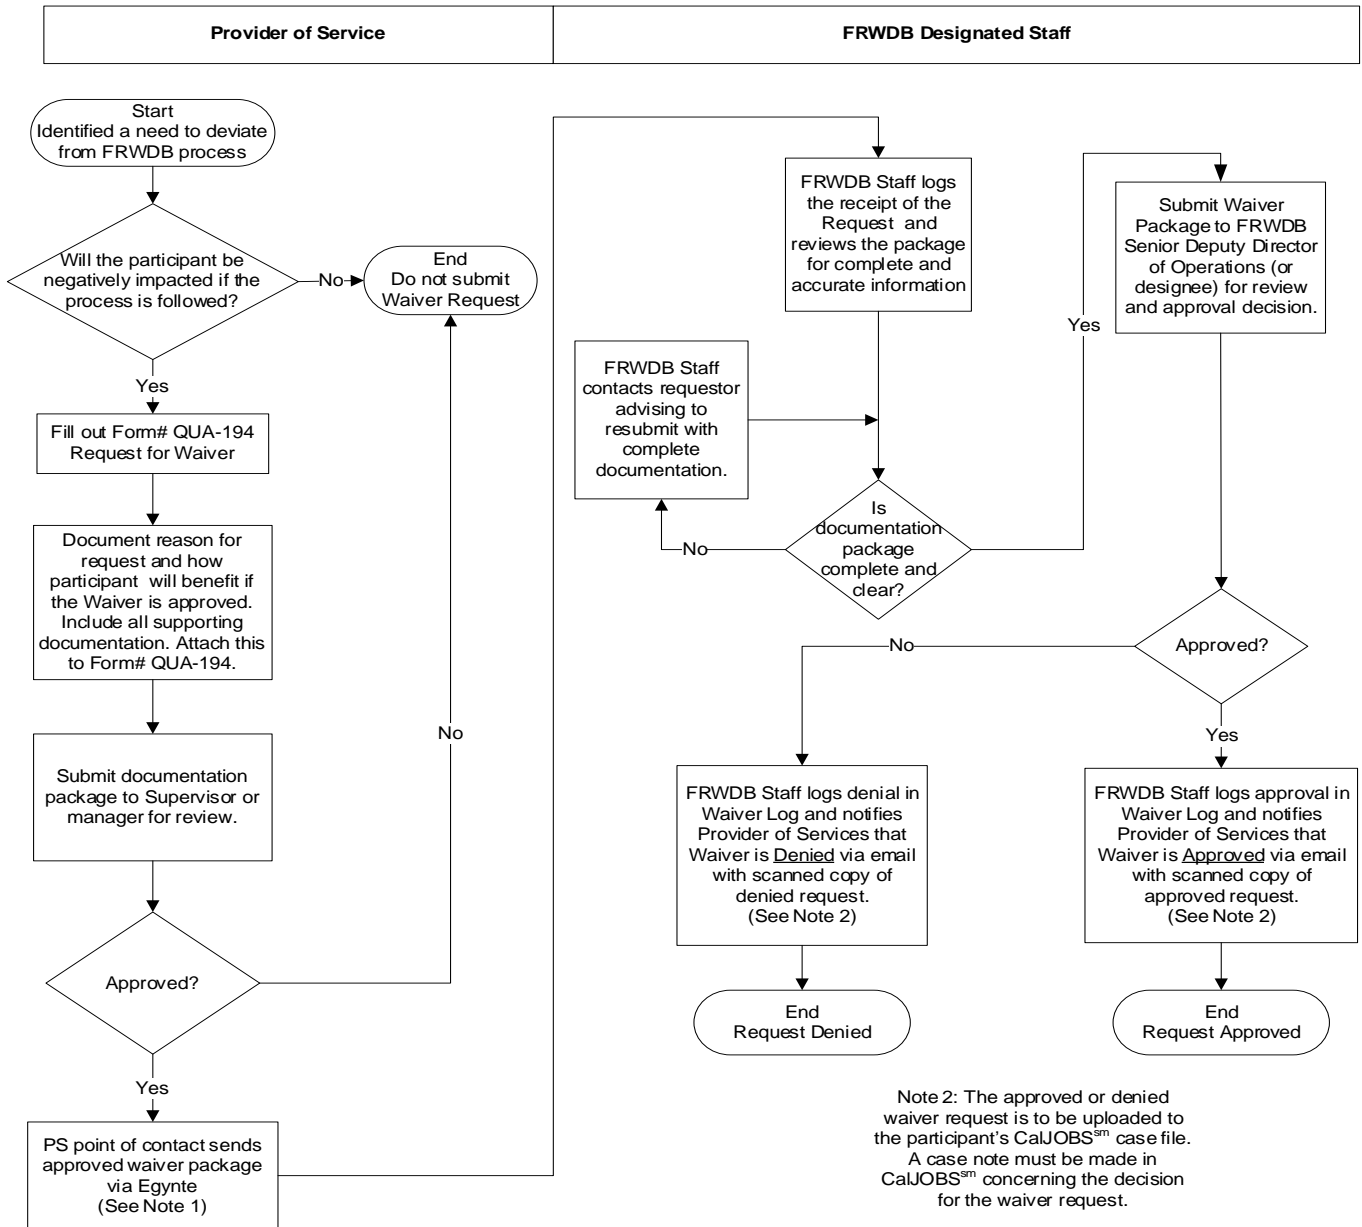 Provider of Service
FRWDB Designated Staff
Start
Identified a need to deviate
from FRWDB process
Will the participant be
negatively impacted if the
process is followed?
No
End
Do not submit
Waiver Request
Yes
Fill out Form# QUA-194
Request for Waiver
Document reason for
request and how
participant will benefit if
the Waiver is approved.
Include all supporting
documentation. Attach this
to Form# QUA-194.
Submit documentation
package to Supervisor or
manager for review.
Approved?
No
Yes
PS point of contact sends
approved waiver package
via Egynte
(See Note 1)
FRWDB Staff logs
the receipt of the
Request and
reviews the package
for complete and
accurate information
FRWDB Staff
contacts requestor
advising to
resubmit with
complete
documentation.
Is
documentation
package
complete and
clear?
No
Yes
Submit Waiver
Package to FRWDB
Senior Deputy Director
of Operations (or
designee) for review
and approval decision.
Approved?
No
Yes
FRWDB Staff logs denial in
Waiver Log and notifies
Provider of Services that
Waiver is Denied via email
with scanned copy of
denied request.
(See Note 2)
End
Request Denied
FRWDB Staff logs approval in
Waiver Log and notifies
Provider of Services that
Waiver is Approved via email
with scanned copy of
approved request.
(See Note 2)
End
Request Approved
Note 2: The approved or denied
waiver request is to be uploaded to
the participant's CalJOBS℠ case file.
A case note must be made in
CalJOBS℠ concerning the decision
for the waiver request.